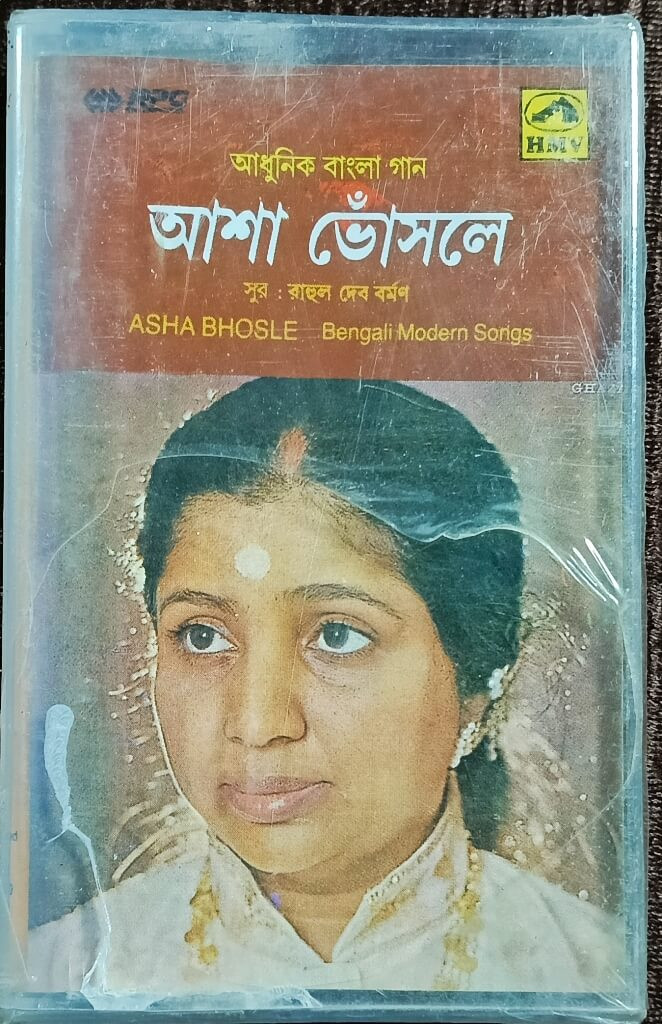 HMV
আধুনিক বাংলা গান
আশা ভোঁসলে
সুর : রাহুল দেব বর্মণ
ASHA BHOSLE Bengali Modern Songs